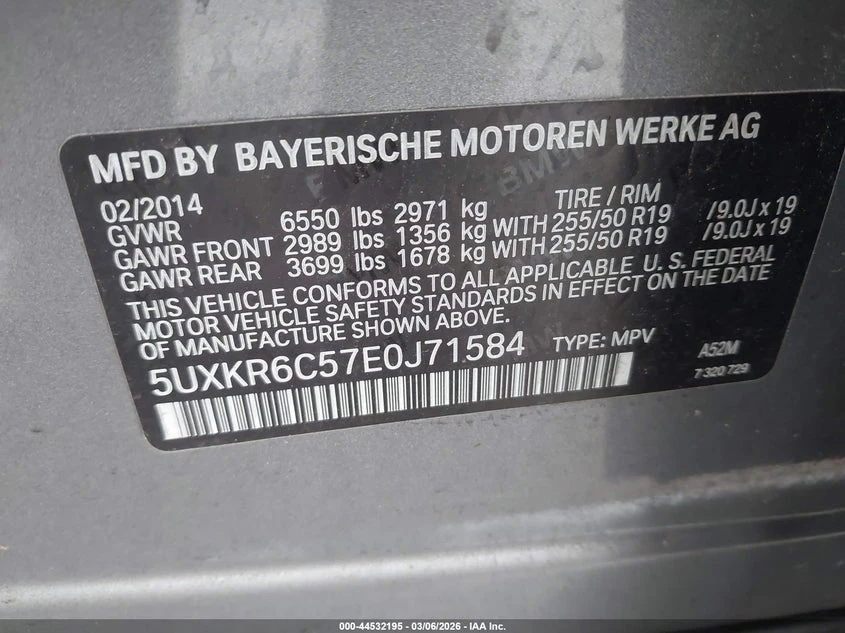 MFD BY BAYERISCHE MOTOREN WERKE AG
02/2014 TIRE / RIM
GVWR 6550 lbs 2971 kg
GAWR FRONT 2989 lbs 1356 kg WITH 255/50 R19 /9.0J x 19
GAWR REAR 3699 lbs 1678 kg WITH 255/50 R19 /9.0J x 19
THIS VEHICLE CONFORMS TO ALL APPLICABLE U. S. FEDERAL
MOTOR VEHICLE SAFETY STANDARDS IN EFFECT ON THE DATE
OF MANUFACTURE SHOWN ABOVE.
5UXKR6C57E0J71584 TYPE: MPV A52M
7 320 729
000-44532195 - 03/06/2026 - IAA Inc.